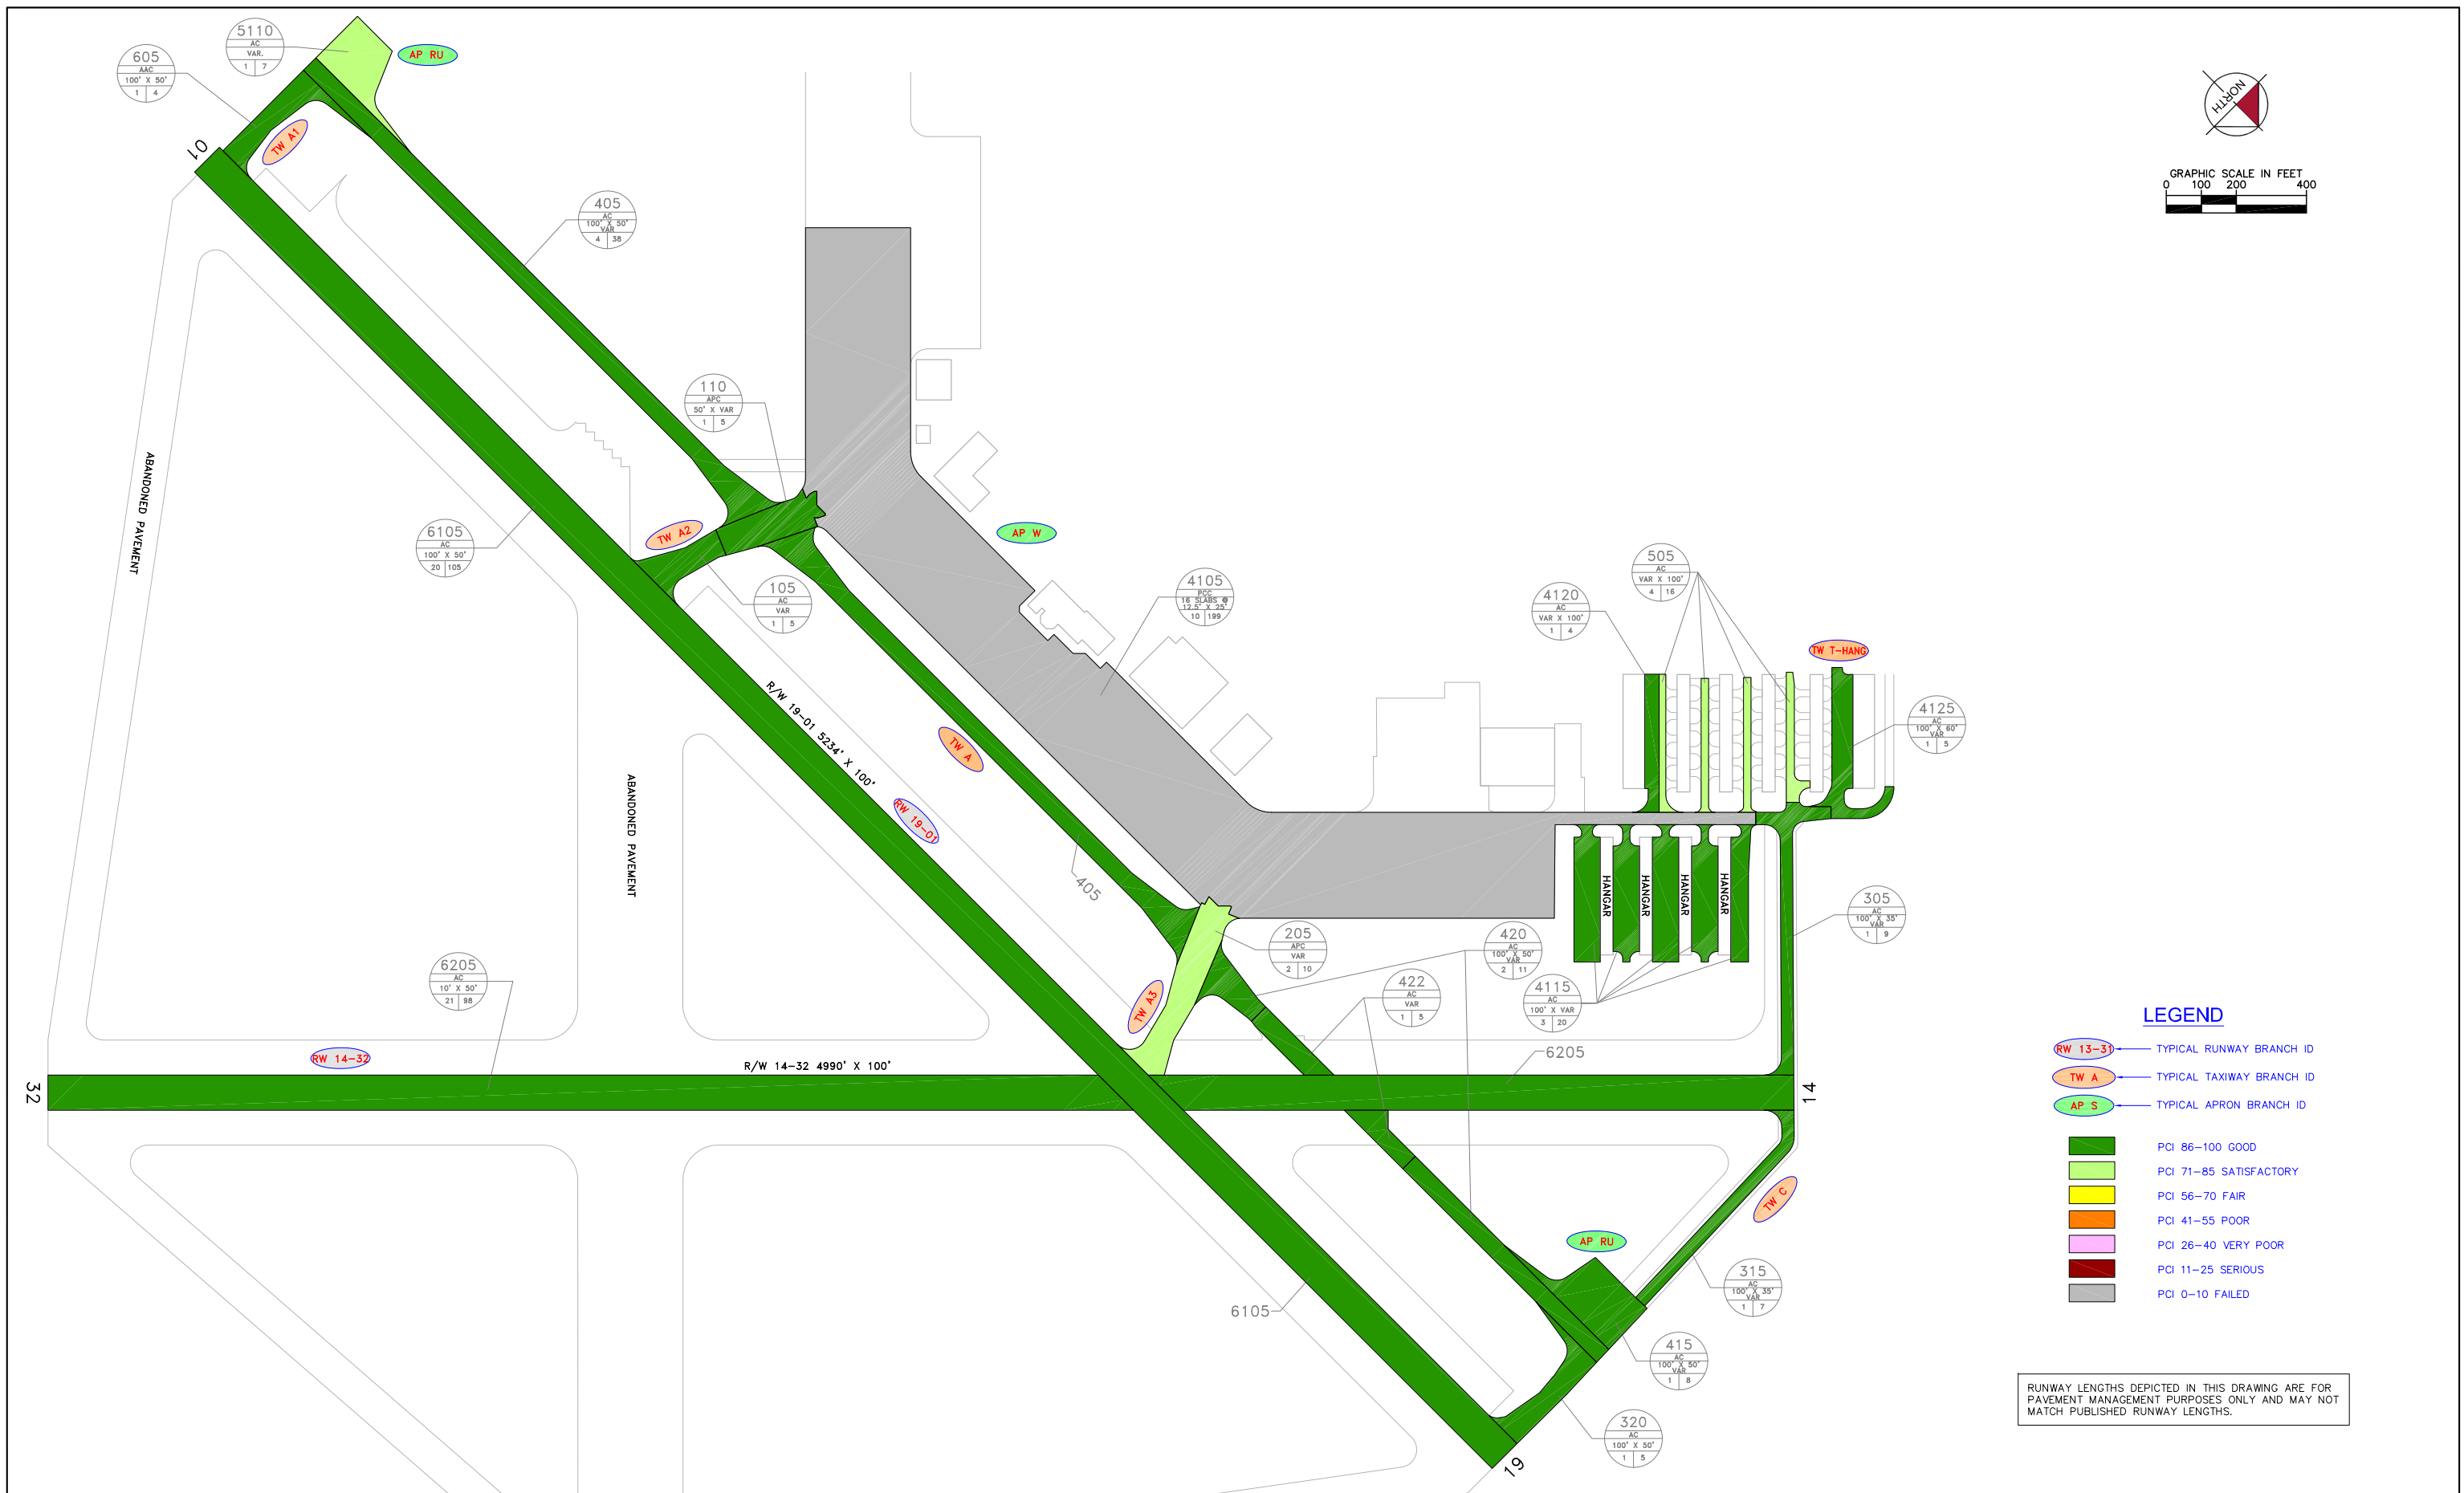 5110
AC
VAR.
1 7
605
AAC
100' X 50'
1 4
AP RU
TW A1
01
NORTH
GRAPHIC SCALE IN FEET
0 100 200 400
405
AC
100' X 50'
VAR
4 38
110
APC
50' X VAR
1 5
ABANDONED PAVEMENT
6105
AC
100' X 50'
20 105
TW A2
AP W
105
AC
VAR
1 5
4105
PCC
16 SLABS @
12.5' X 25'
10 199
505
AC
VAR X 100'
4 16
4120
AC
VAR X 100'
1 4
TW T-HANG
4125
AC
100' X 60'
VAR
1 5
R/W 19-01 5234' X 100'
TW A
RW 19-01
ABANDONED PAVEMENT
405
HANGAR
HANGAR
HANGAR
HANGAR
305
AC
100' X 35'
VAR
1 9
205
APC
VAR
2 10
420
AC
100' X 50'
VAR
2 11
422
AC
VAR
1 5
4115
AC
100' X VAR
3 20
6205
AC
10' X 50'
21 98
TW A3
RW 14-32
R/W 14-32 4990' X 100'
6205
32
14
TW C
AP RU
315
AC
100' X 35'
VAR
1 7
6105
415
AC
100' X 50'
VAR
1 8
320
AC
100' X 50'
1 5
19
LEGEND
RW 13-31 TYPICAL RUNWAY BRANCH ID
TW A TYPICAL TAXIWAY BRANCH ID
AP S TYPICAL APRON BRANCH ID
PCI 86-100 GOOD
PCI 71-85 SATISFACTORY
PCI 56-70 FAIR
PCI 41-55 POOR
PCI 26-40 VERY POOR
PCI 11-25 SERIOUS
PCI 0-10 FAILED
RUNWAY LENGTHS DEPICTED IN THIS DRAWING ARE FOR
PAVEMENT MANAGEMENT PURPOSES ONLY AND MAY NOT
MATCH PUBLISHED RUNWAY LENGTHS.